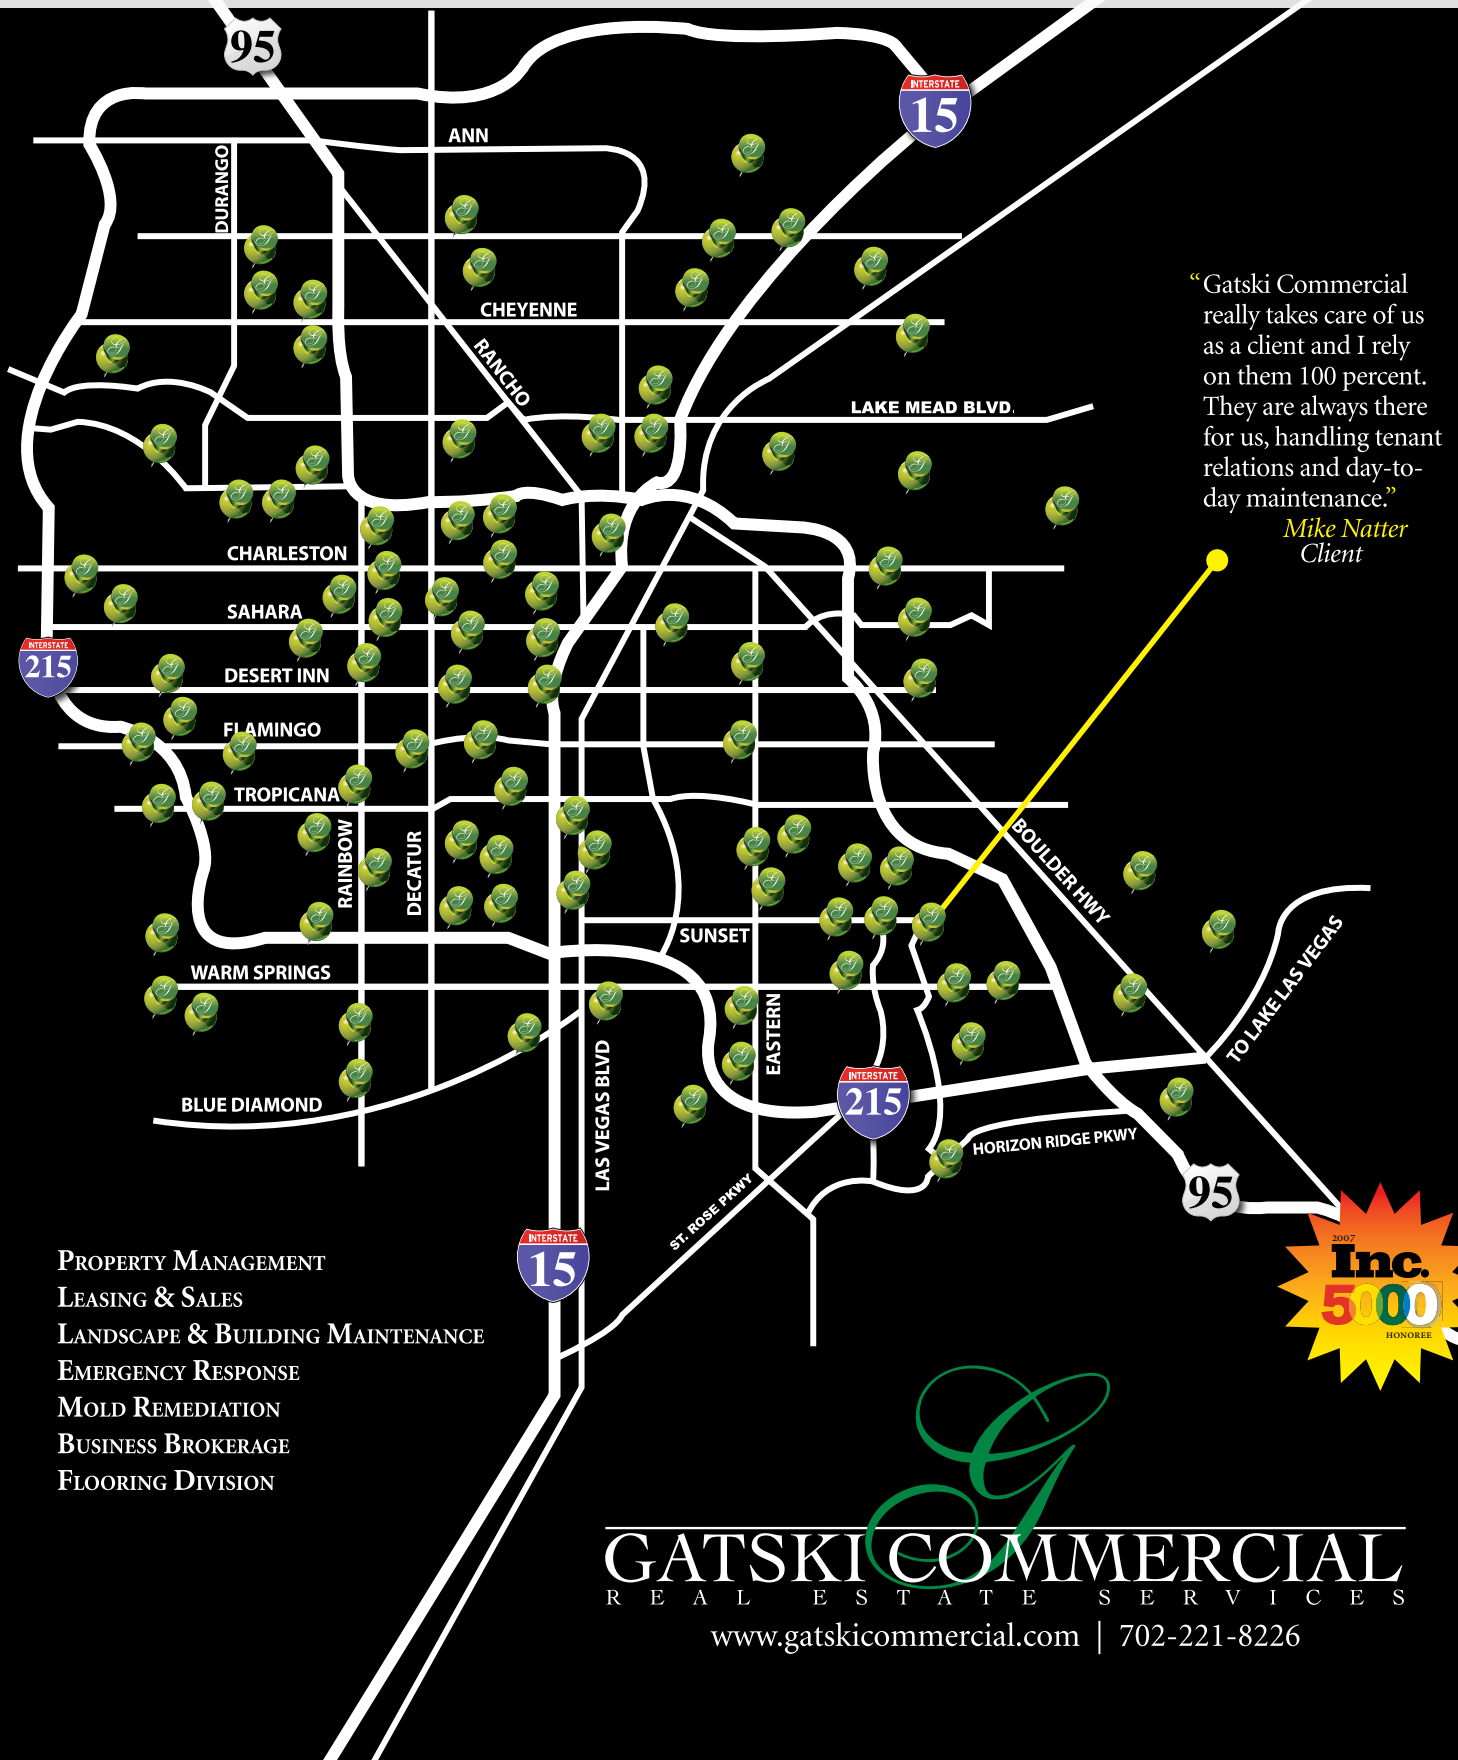 95
INTERSTATE
15
ANN
DURANGO
CHEYENNE
RANCHO
LAKE MEAD BLVD.
“Gatski Commercial
really takes care of us
as a client and I rely
on them 100 percent.
They are always there
for us, handling tenant
relations and day-to-
day maintenance.”
Mike Natter
Client
CHARLESTON
SAHARA
INTERSTATE
215
DESERT INN
FLAMINGO
TROPICANA
RAINBOW
DECATUR
BOULDER HWY
SUNSET
WARM SPRINGS
EASTERN
TO LAKE LAS VEGAS
LAS VEGAS BLVD
BLUE DIAMOND
INTERSTATE
215
HORIZON RIDGE PKWY
ST. ROSE PKWY
95
INTERSTATE
15
2007
Inc.
5000
HONOREE
PROPERTY MANAGEMENT
LEASING & SALES
LANDSCAPE & BUILDING MAINTENANCE
EMERGENCY RESPONSE
MOLD REMEDIATION
BUSINESS BROKERAGE
FLOORING DIVISION
G
GATSKI COMMERCIAL
REAL ESTATE SERVICES
www.gatskicommercial.com | 702-221-8226